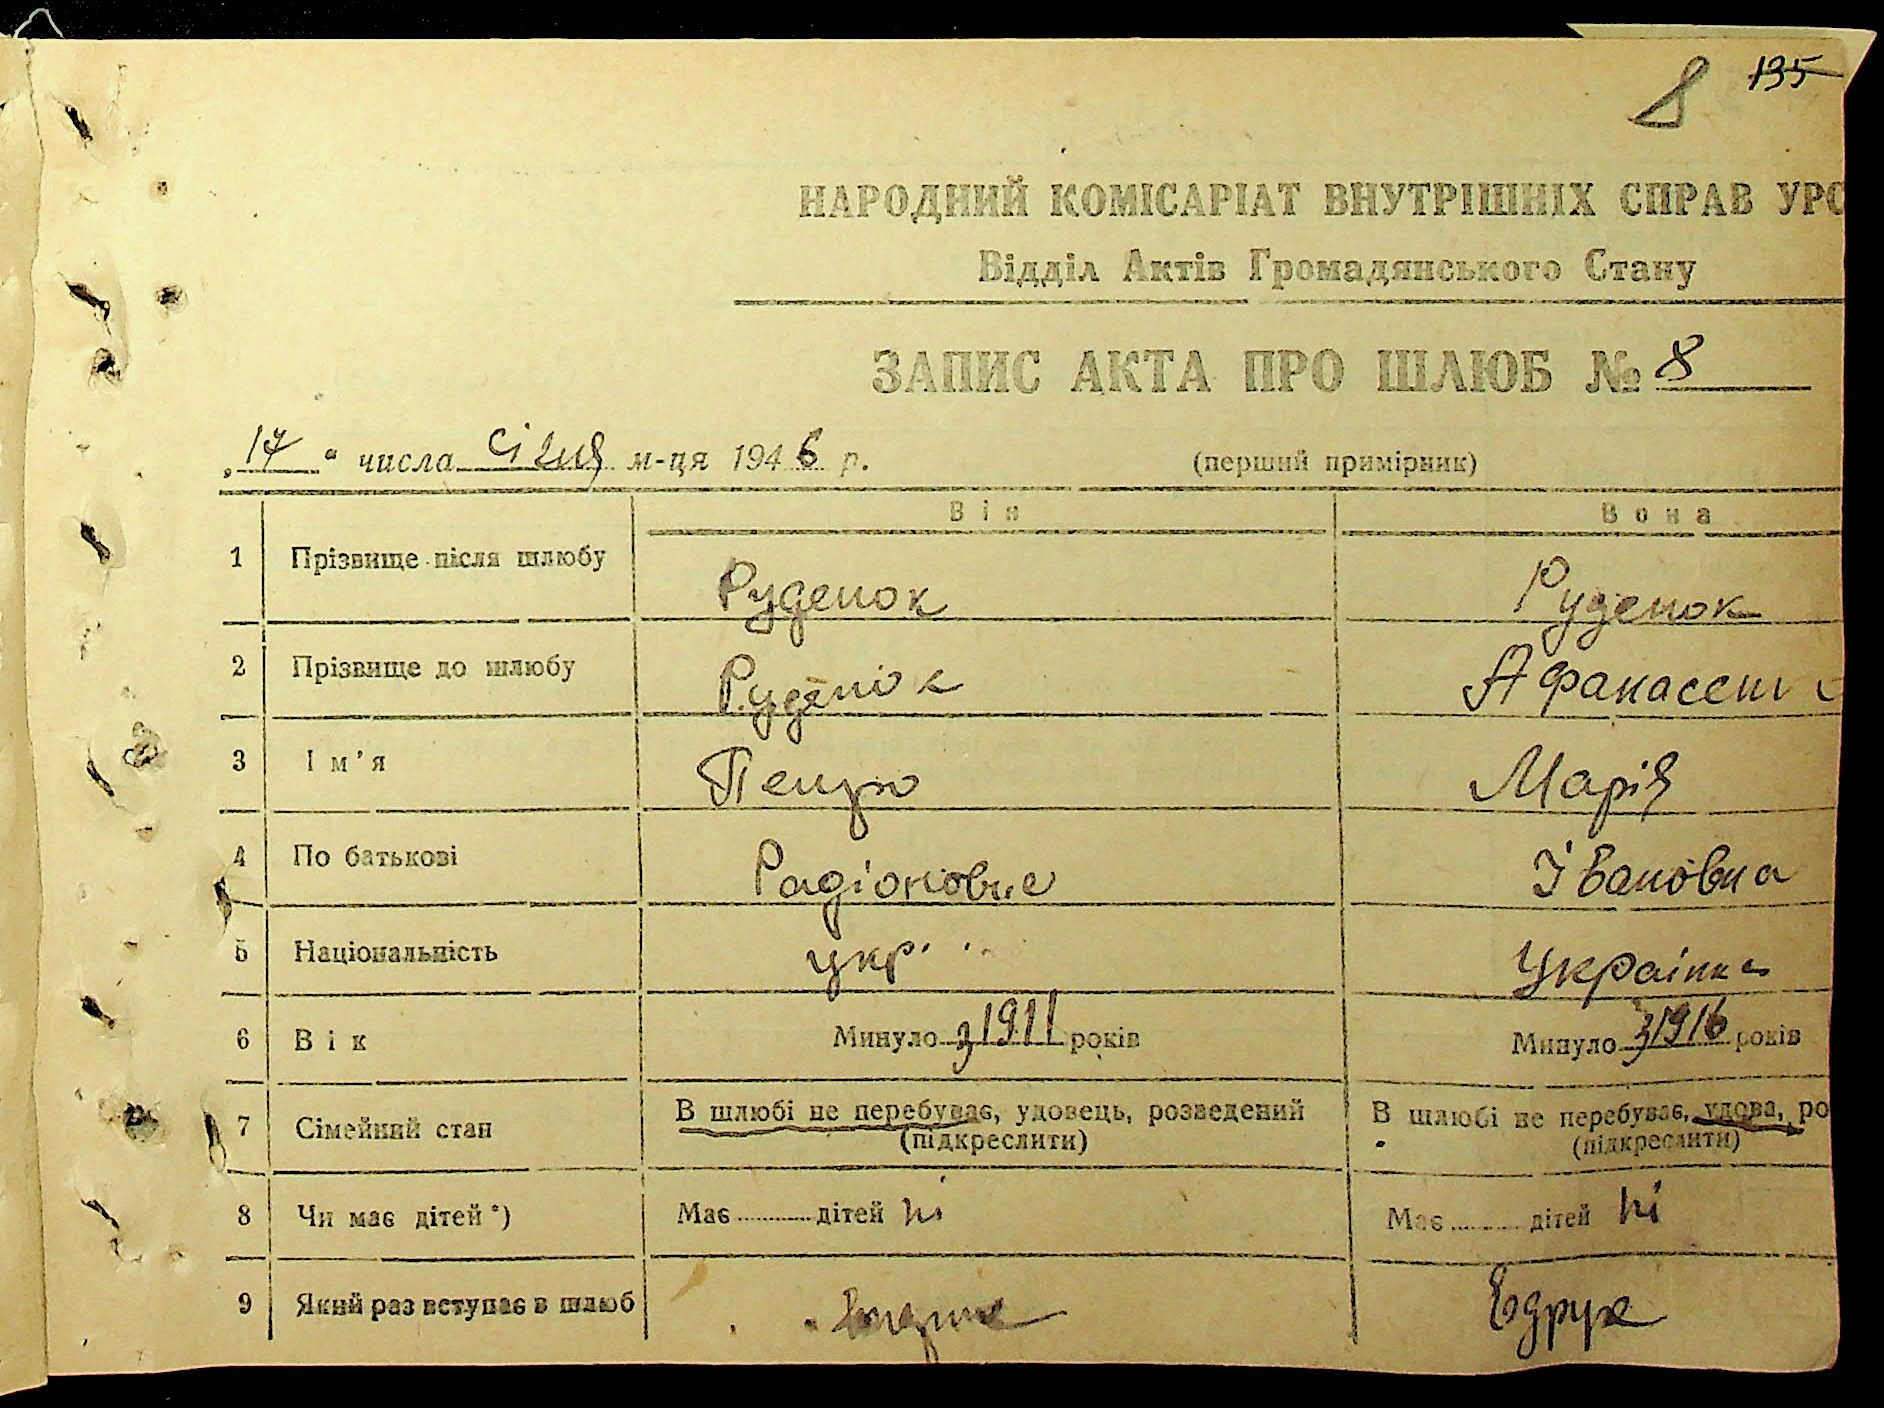 8 135
НАРОДНИЙ КОМІСАРІАТ ВНУТРІШНІХ СПРАВ УРС
Відділ Актів Громадянського Стану
ЗАПИС АКТА ПРО ШЛЮБ № 8
„17“ числа січня м-ця 1946 р. (перший примірник)
Він Вона
1 Прізвище після шлюбу Руденок Руденок
2 Прізвище до шлюбу Руденок Афанасенк
3 Ім'я Марія
4 По батькові Радіонович Івановна
5 Національність укр Українка
6 Вік Минуло з 1911 років Минуло з 1916 років
7 Сімейний стан В шлюбі не перебуває, удовець, розведений В шлюбі не перебуває, удова, ро
(підкреслити) (підкреслити)
8 Чи має дітей*) Має дітей ні Має дітей ні
9 Який раз вступає в шлюб Вдруге